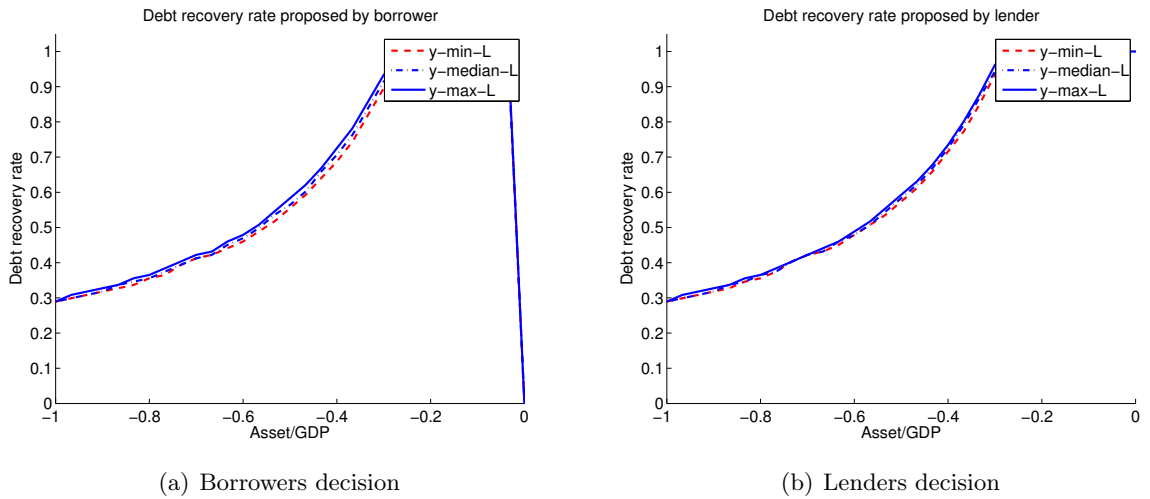 Debt recovery rate proposed by borrower
1
0.9
0.8
0.7
0.6
0.5
0.4
0.3
0.2
0.1
0
Debt recovery rate
−1 −0.8 −0.6 −0.4 −0.2 0
Asset/GDP
y−min−L
y−median−L
y−max−L
(a) Borrowers decision
Debt recovery rate proposed by lender
1
0.9
0.8
0.7
0.6
0.5
0.4
0.3
0.2
0.1
0
Debt recovery rate
−1 −0.8 −0.6 −0.4 −0.2 0
Asset/GDP
y−min−L
y−median−L
y−max−L
(b) Lenders decision